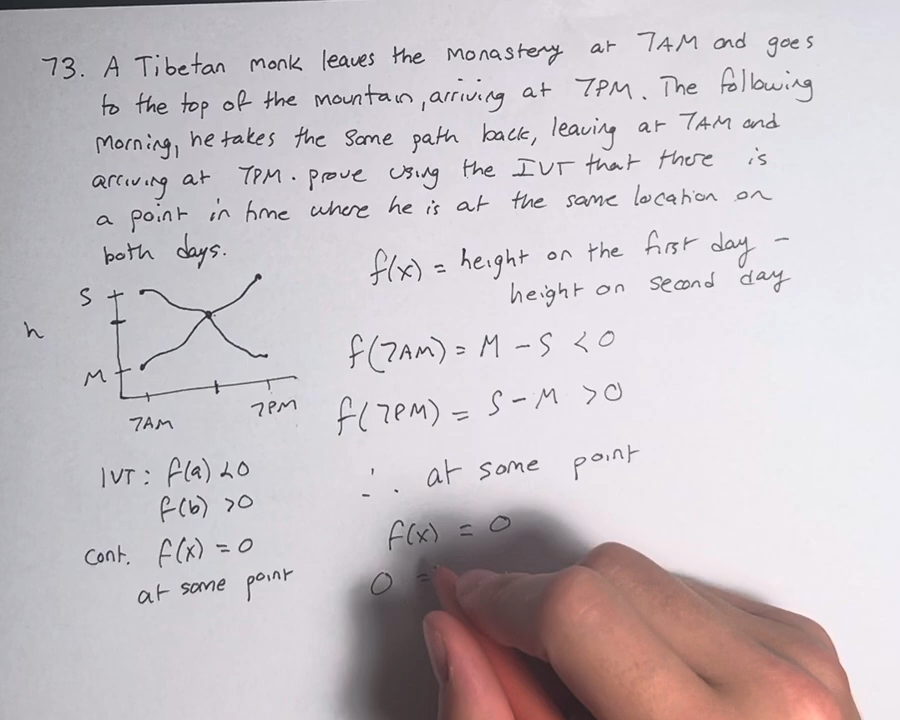 73. A Tibetan monk leaves the monastery at 7AM and goes
to the top of the mountain, arriving at 7PM. The following
morning, he takes the same path back, leaving at 7AM and
arriving at 7PM. prove using the IVT that there is
a point in time where he is at the same location on
both days.
f(x) = height on the first day -
height on second day
S
h
M
7AM
7PM
f(7AM) = M - S < 0
f(7PM) = S - M > 0
IVT: f(a) < 0
f(b) > 0
cont. f(x) = 0
at some point
∴ at some point
f(x) = 0
0 =